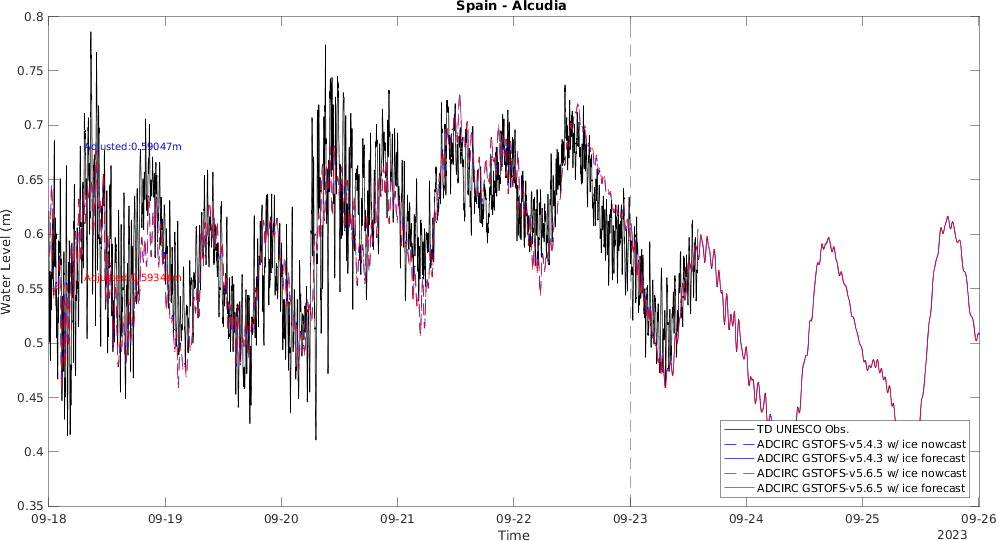 Spain - Alcudia
0.8
0.75
0.7
0.65
0.6
0.55
0.5
0.45
0.4
0.35
Water Level (m)
Adjusted:0.59047m
TD UNESCO Obs.
ADCIRC GSTOFS-v5.4.3 w/ ice nowcast
ADCIRC GSTOFS-v5.4.3 w/ ice forecast
ADCIRC GSTOFS-v5.6.5 w/ ice nowcast
ADCIRC GSTOFS-v5.6.5 w/ ice forecast
09-18 09-19 09-20 09-21 09-22 09-23 09-24 09-25 09-26
Time
2023